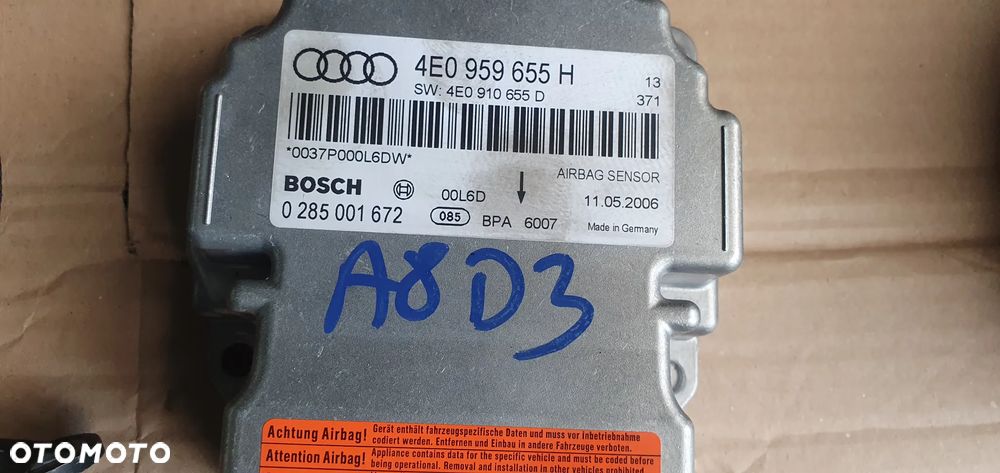 4E0 959 655 H
13
SW: 4E0 910 655 D
371
*0037P000L6DW*
AIRBAG SENSOR
BOSCH
00L6D
11.05.2006
0 285 001 672
085
BPA 6007
Made in Germany
A8D3
Achtung Airbag!
Gerät enthält fahrzeugspezifische Daten und muss vor Inbetriebnahme
codiert werden. Entfernen und Einbau in andere Fahrzeuge verboten.
Attention Airbag!
Appliance contains data for the specific vehicle and must be coded before
being operational. Removal and installation in other vehicles prohibited
OTOMOTO